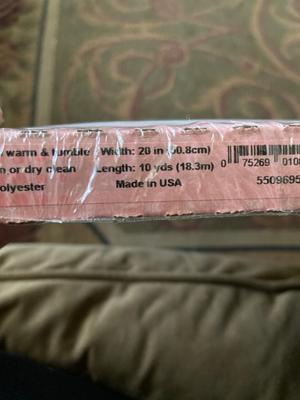 warm & tumble Width: 20 in (50.8cm)
n or dry clean Length: 10 yds (18.3m) 0 75269 010
olyester Made in USA 5509695